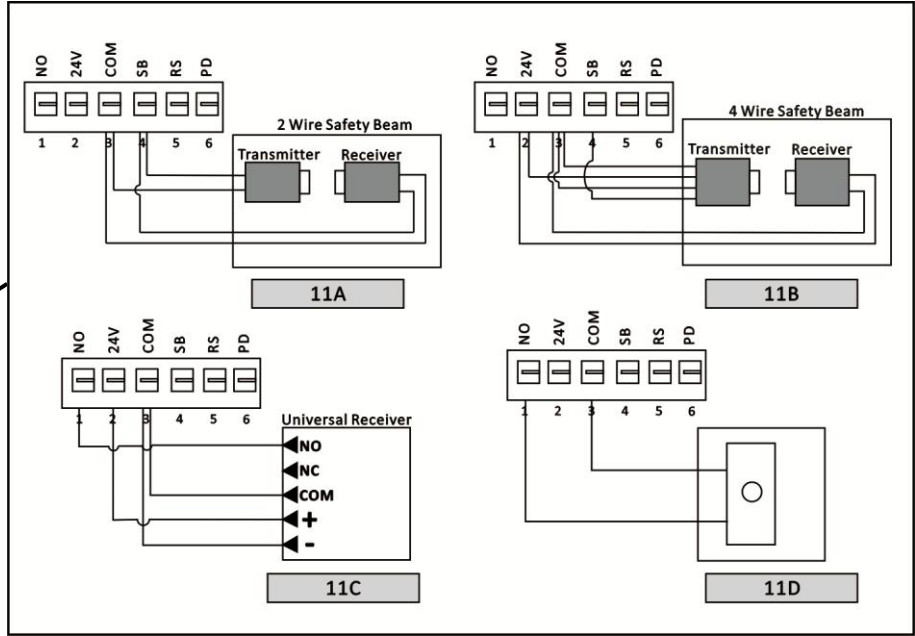 NO 24V COM SB RS PD
1 2 3 4 5 6
2 Wire Safety Beam
Transmitter Receiver
11A
NO 24V COM SB RS PD
1 2 3 4 5 6
4 Wire Safety Beam
Transmitter Receiver
11B
NO 24V COM SB RS PD
1 2 3 4 5 6
Universal Receiver
NO
NC
COM
+
-
11C
NO 24V COM SB RS PD
1 2 3 4 5 6
11D